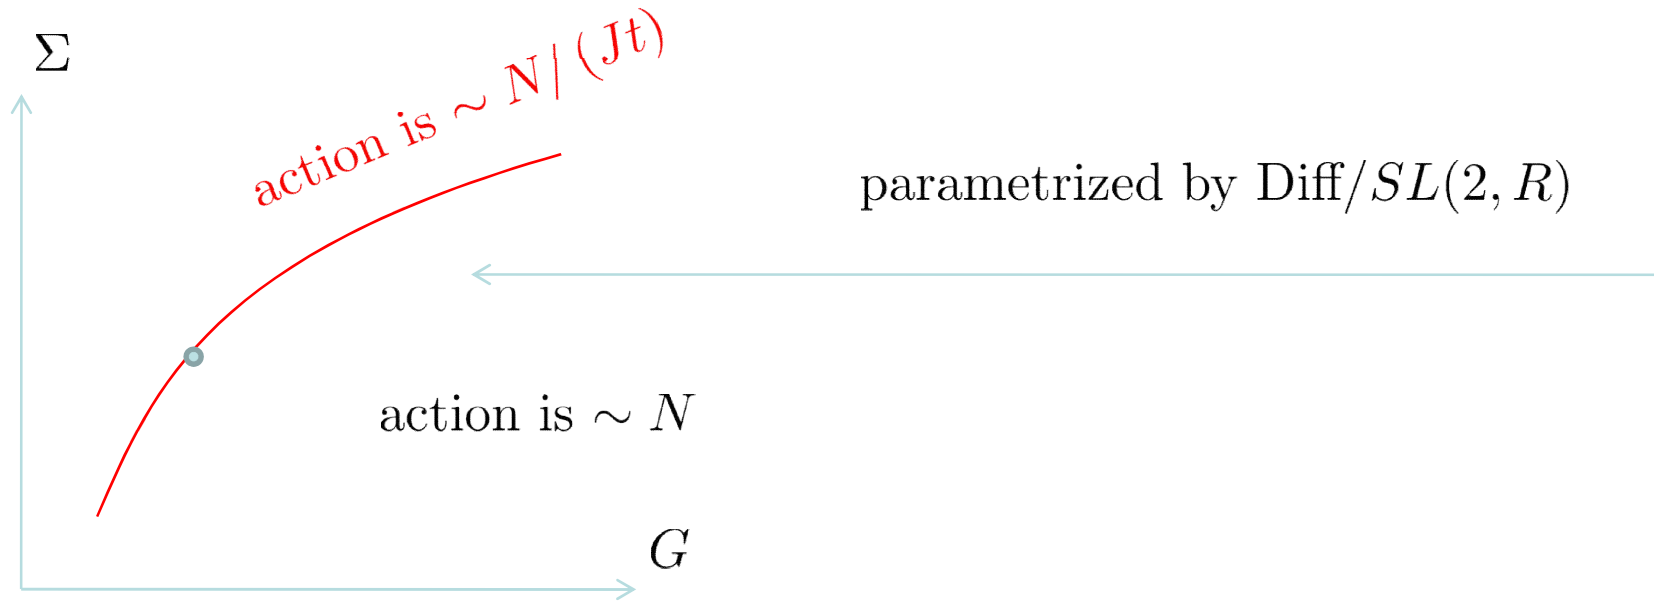 Σ
action is ∼ N/(Jt)
parametrized by Diff/SL(2, R)
action is ∼ N
G